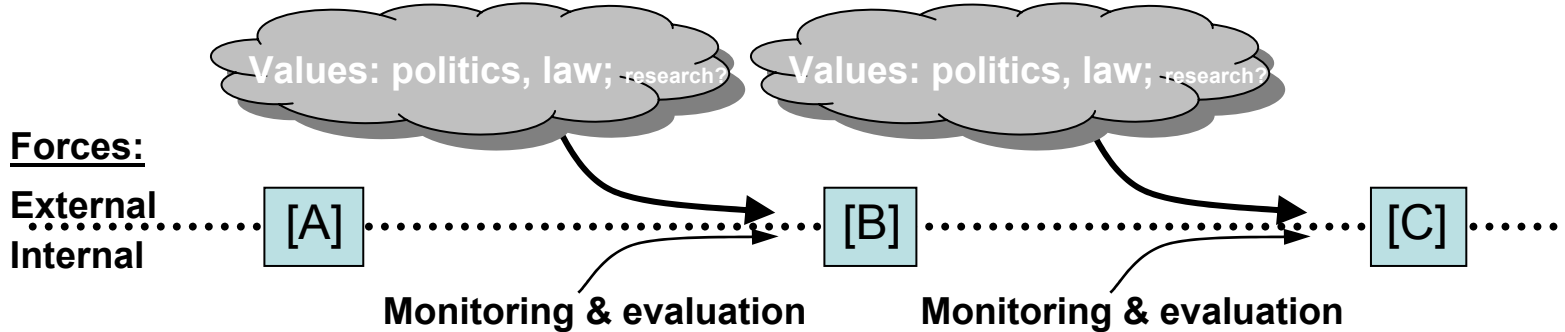 Values: politics, law; research?
Values: politics, law; research?
Forces:
External
Internal
[A]
[B]
[C]
Monitoring & evaluation
Monitoring & evaluation